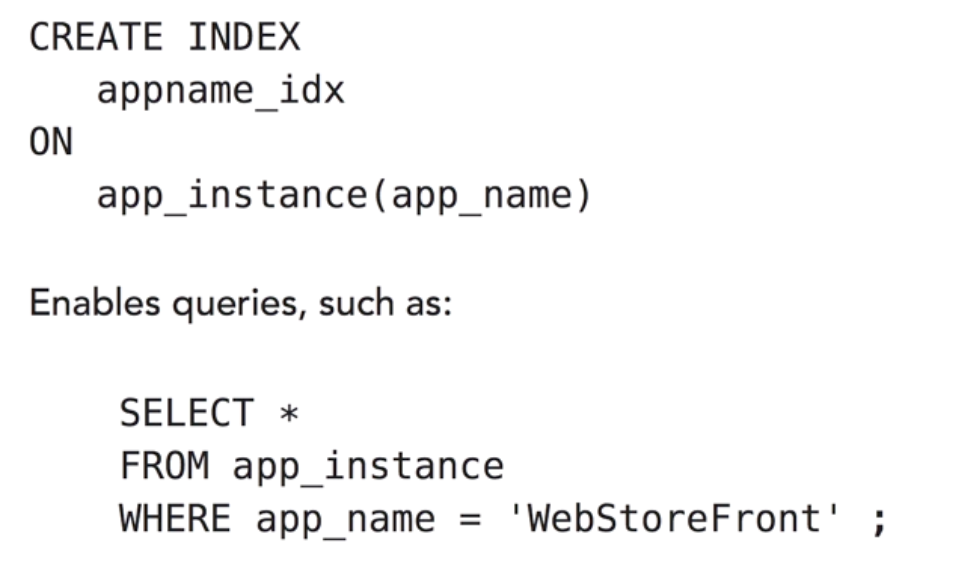 CREATE INDEX
appname_idx
ON
app_instance(app_name)
Enables queries, such as:
SELECT *
FROM app_instance
WHERE app_name = 'WebStoreFront' ;